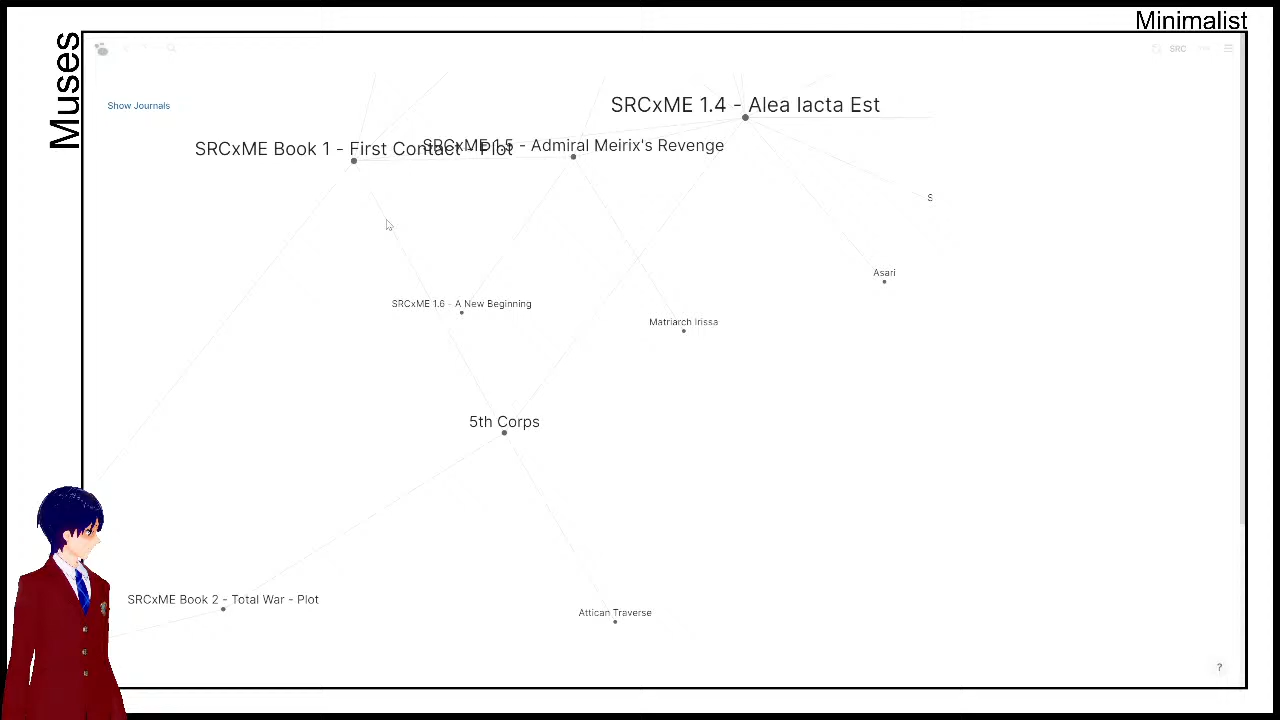 Minimalist
Muses
SRC
Show Journals
SRCxME 1.4 - Alea Iacta Est
SRCxME Book 1 - First Contact - Plot
SRCxME 1.5 - Admiral Meirix's Revenge
S
Asari
SRCxME 1.6 - A New Beginning
Matriarch Irissa
5th Corps
SRCxME Book 2 - Total War - Plot
Attican Traverse
?